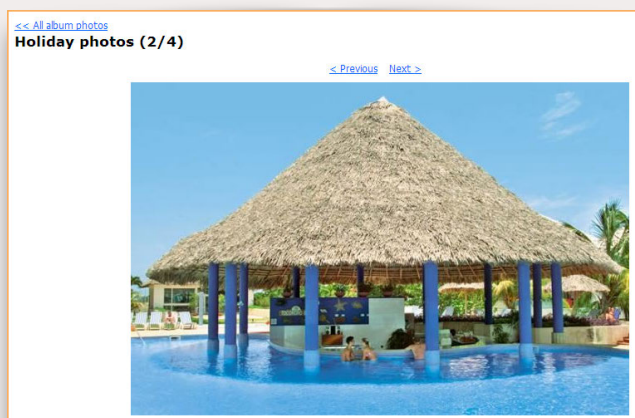 << All album photos
Holiday photos (2/4)
< Previous Next >